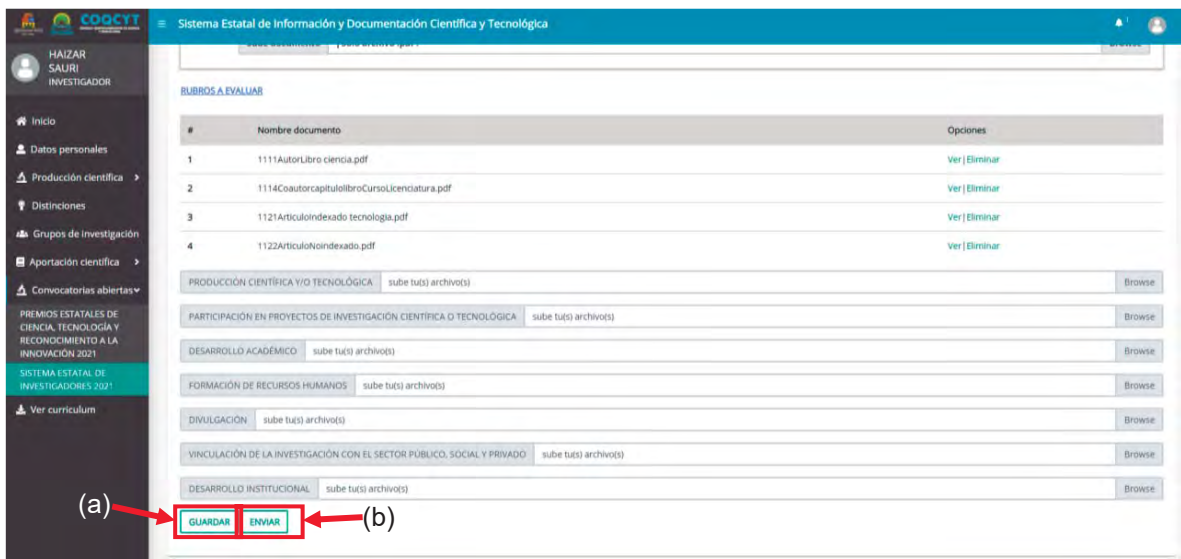 COQCYT
≡ Sistema Estatal de Información y Documentación Científica y Tecnológica
1
HAIZAR
SAURI
INVESTIGADOR
Inicio
Datos personales
Producción científica >
Distinciones
Grupos de investigación
Aportación científica >
Convocatorias abiertas
PREMIOS ESTATALES DE
CIENCIA, TECNOLOGÍA Y
RECONOCIMIENTO A LA
INNOVACIÓN 2021
SISTEMA ESTATAL DE
INVESTIGADORES 2021
Ver curriculum
RUBROS A EVALUAR
# Nombre documento Opciones
1 1111AutorLibro ciencia.pdf Ver|Eliminar
2 1114CoautorcapitulolibroCursoLicenciatura.pdf Ver|Eliminar
3 1121ArticuloIndexado tecnologia.pdf Ver|Eliminar
4 1122ArticuloNoindexado.pdf Ver|Eliminar
PRODUCCIÓN CIENTÍFICA Y/O TECNOLÓGICA sube tu(s) archivo(s) Browse
PARTICIPACIÓN EN PROYECTOS DE INVESTIGACIÓN CIENTÍFICA O TECNOLÓGICA sube tu(s) archivo(s) Browse
DESARROLLO ACADÉMICO sube tu(s) archivo(s) Browse
FORMACIÓN DE RECURSOS HUMANOS sube tu(s) archivo(s) Browse
DIVULGACIÓN sube tu(s) archivo(s) Browse
VINCULACIÓN DE LA INVESTIGACIÓN CON EL SECTOR PÚBLICO, SOCIAL Y PRIVADO sube tu(s) archivo(s) Browse
DESARROLLO INSTITUCIONAL sube tu(s) archivo(s) Browse
(a) GUARDAR ENVIAR (b)